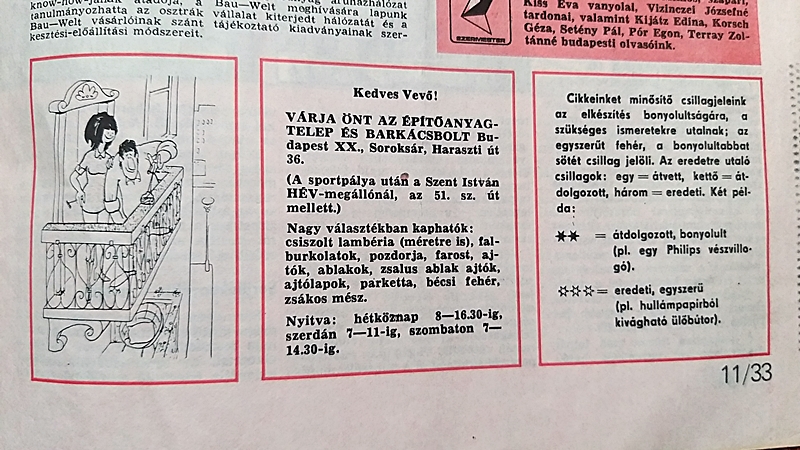 know-how-jának átadója, a
tanulmányozhatta az osztrák
Bau—Welt vásárlóinak szánt
kesztési-előállítási módszereit.
áruházhálózat
Bau—Welt meghívására lapunk
vállalat kiterjedt hálózatát és a
tájékoztató kiadványainak szer-
EZERMESTER
Kiss Éva vanyolai, Vizinczei Józsefné
tardonai, valamint Kijátz Edina, Korsch
Géza, Setény Pál, Pór Egon, Terray Zol-
tánné budapesti olvasóink.
Kedves Vevő!
VÁRJA ÖNT AZ ÉPÍTŐANYAG-
TELEP ÉS BARKÁCSBOLT Bu-
dapest XX., Soroksár, Haraszti út
36.
(A sportpálya után a Szent István
HÉV-megállónál, az 51. sz. út
mellett.)
Nagy választékban kaphatók:
csiszolt lambéria (méretre is), fal-
burkolatok, pozdorja, farost, aj-
tók, ablakok, zsalus ablak ajtók,
ajtólapok, parketta, bécsi fehér,
zsákos mész.
Nyitva: hétköznap 8—16.30-ig,
szerdán 7—11-ig, szombaton 7—
14.30-ig.
Cikkeinket minősítő csillagjeleink
az elkészítés bonyolultságára, a
szükséges ismeretekre utalnak; az
egyszerűt fehér, a bonyolultabbat
sötét csillag jelöli. Az eredetre utaló
csillagok: egy = átvett, kettő = át-
dolgozott, három = eredeti. Két pél-
da:
★★ = átdolgozott, bonyolult
(pl. egy Philips vészvilla-
gó).
☆☆☆ = eredeti, egyszerű
(pl. hullámpapírból
kivágható ülőbútor).
11/33